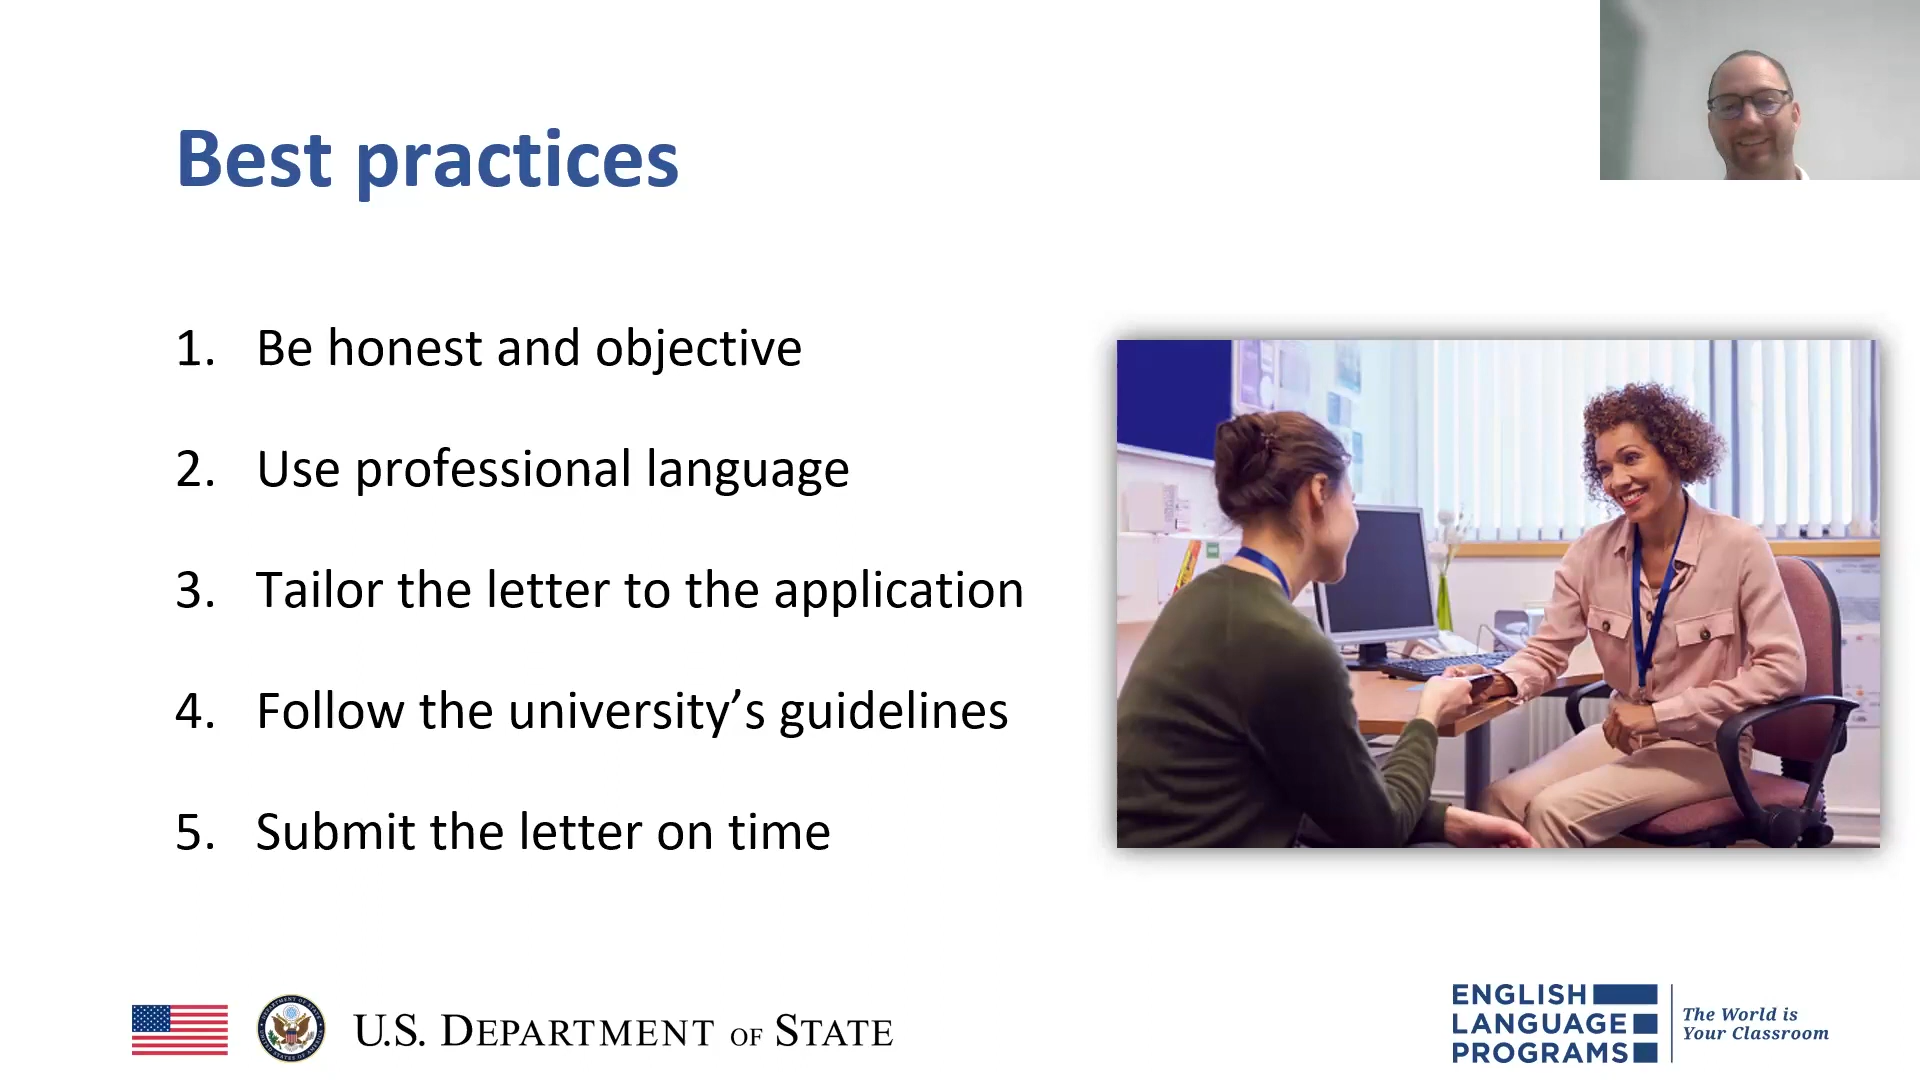 Best practices
1. Be honest and objective
2. Use professional language
3. Tailor the letter to the application
4. Follow the university’s guidelines
5. Submit the letter on time
U.S. DEPARTMENT OF STATE
ENGLISH
LANGUAGE
PROGRAMS
The World is
Your Classroom